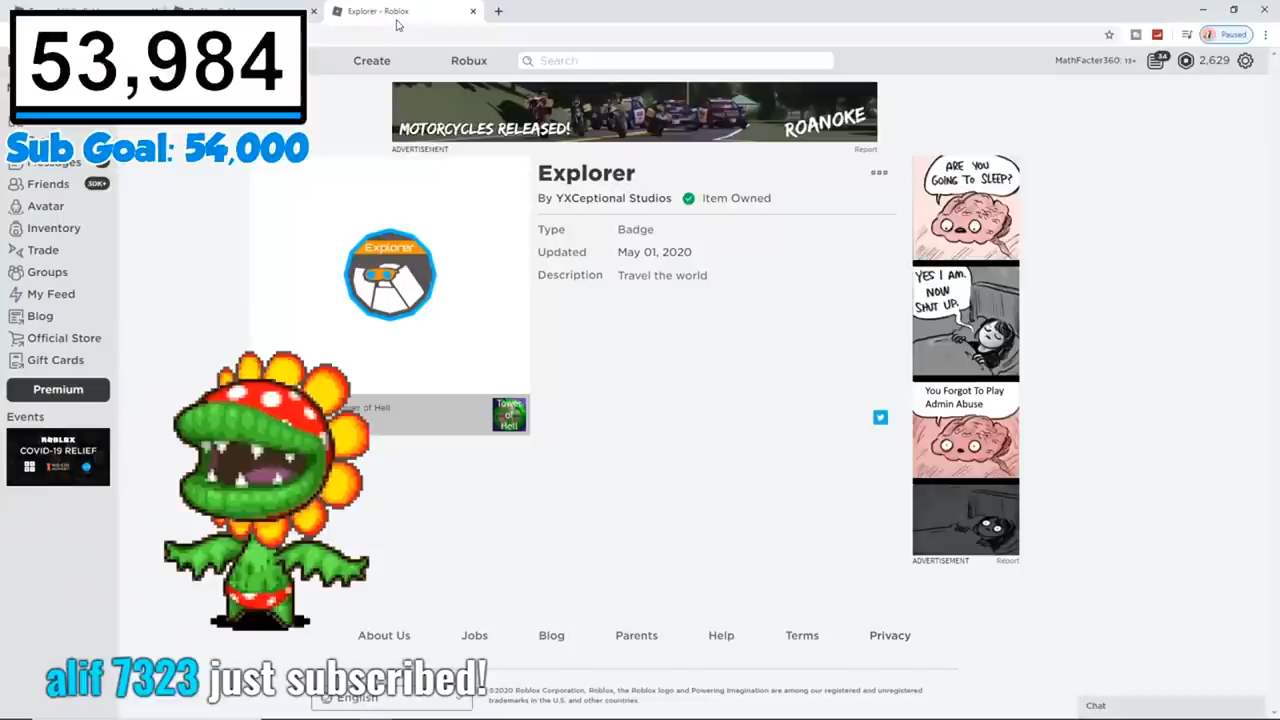 Explorer - Roblox
Paused
53,984
Sub Goal: 54,000
Create
Robux
Search
MathFacter360: 13+
2,629
MOTORCYCLES RELEASED!
ROANOKE
ADVERTISEMENT
Report
Messages
Friends
30K+
Avatar
Inventory
Trade
Groups
My Feed
Blog
Official Store
Gift Cards
Premium
Events
ROBLOX
COVID-19 RELIEF
Explorer
Explorer
By YXCeptional Studios
Item Owned
Type
Badge
Updated
May 01, 2020
Description
Travel the world
of Hell
Tower
of
Hell
ARE YOU
GOING TO SLEEP?
YES I AM.
NOW
SHUT UP.
You Forgot To Play
Admin Abuse
ADVERTISEMENT
Report
About Us
Jobs
Blog
Parents
Help
Terms
Privacy
alif 7323 just subscribed!
English
©2020 Roblox Corporation. Roblox, the Roblox logo and Powering Imagination are among our registered and unregistered
trademarks in the U.S. and other countries.
Chat